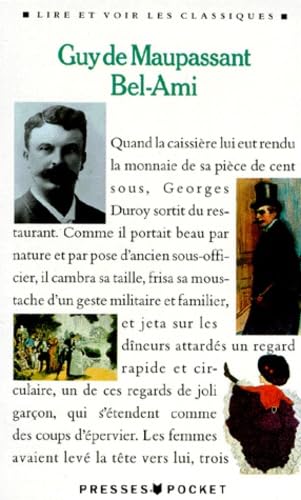 LIRE ET VOIR LES CLASSIQUES
Guy de Maupassant
Bel-Ami
Quand la caissière lui eut rendu
la monnaie de sa pièce de cent
sous, Georges
Duroy sortit du res-
taurant. Comme il portait beau par
nature et par pose d'ancien sous-offi-
cier, il cambra sa taille, frisa sa mous-
tache d'un geste militaire et familier,
et jeta sur les
dîneurs attardés un regard
rapide et cir-
culaire, un de ces regards de joli
garçon, qui s'étendent comme
des coups d'épervier. Les femmes
avaient levé la tête vers lui, trois
PRESSES POCKET